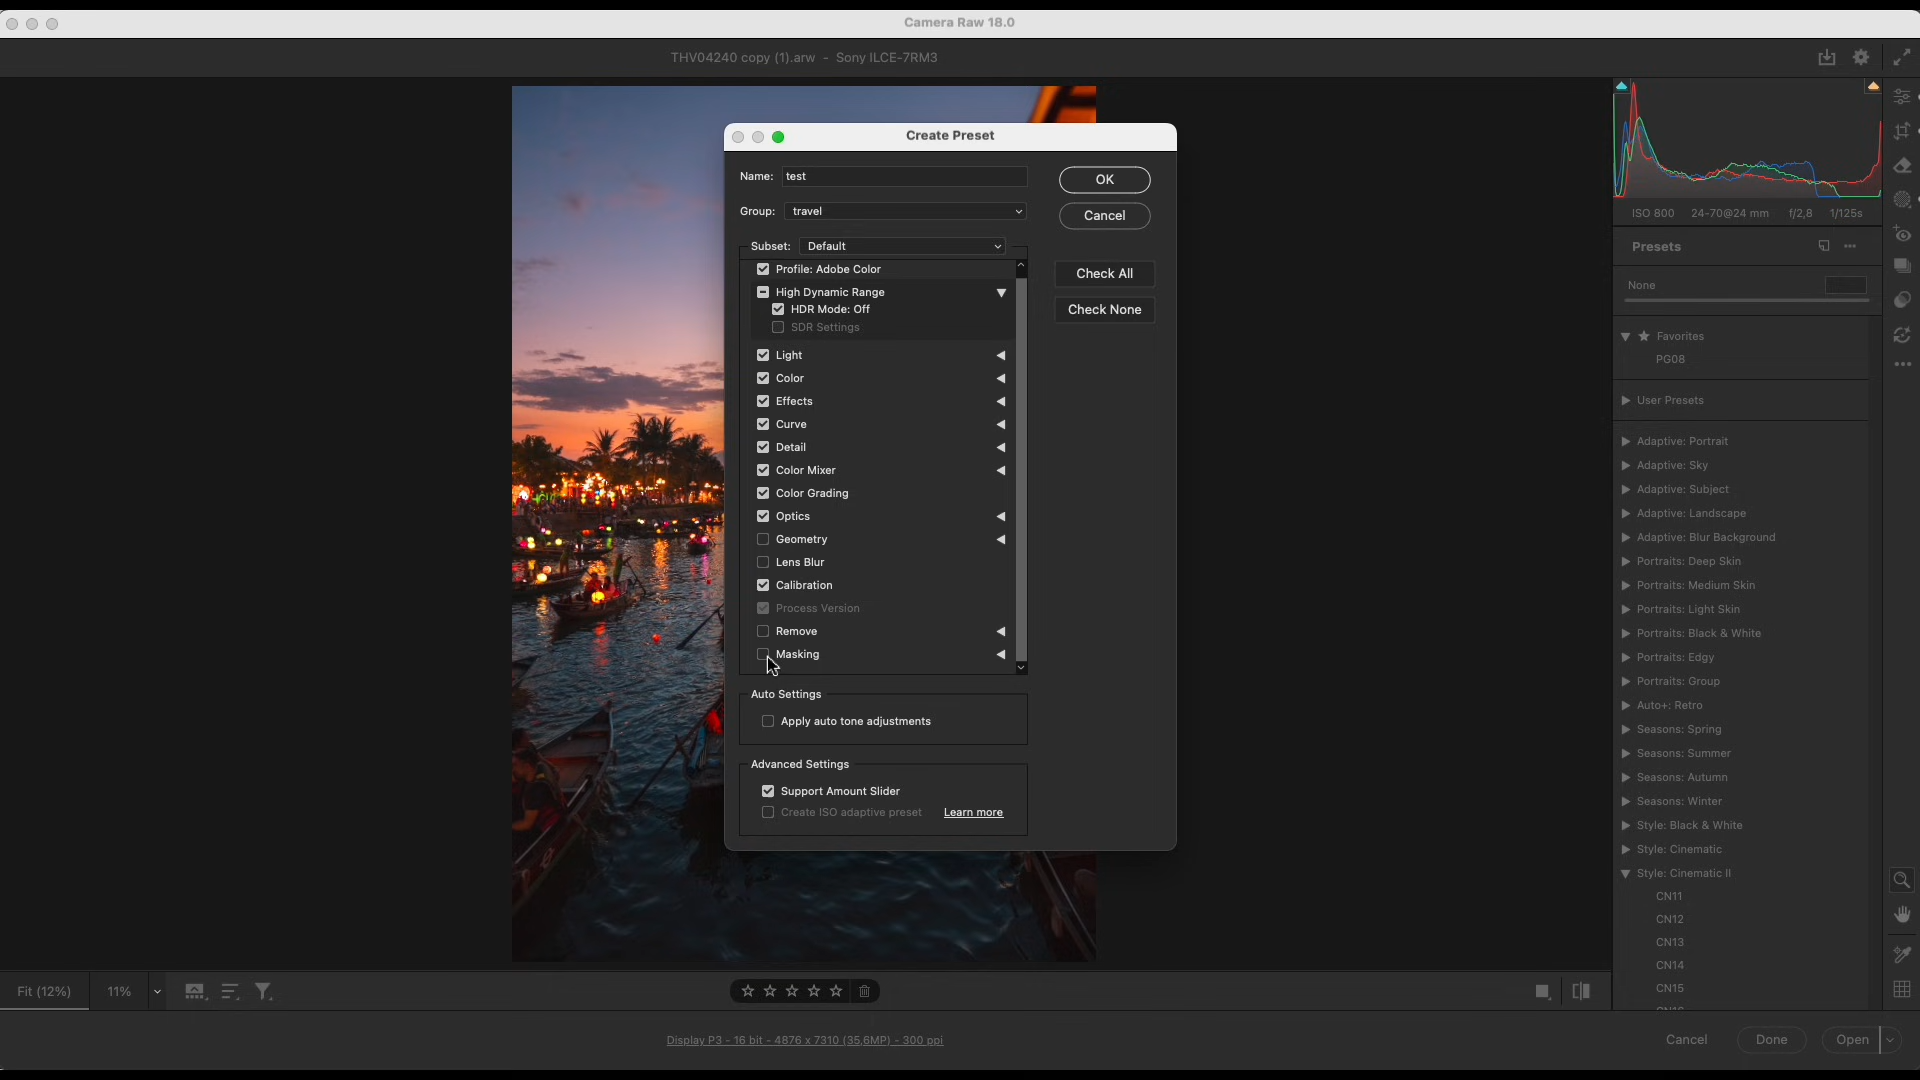 Camera Raw 18.0
THV04240 copy (1).arw - Sony ILCE-7RM3
Create Preset
Name: test
Group: travel
Subset: Default
Profile: Adobe Color
High Dynamic Range
HDR Mode: Off
SDR Settings
Light
Color
Effects
Curve
Detail
Color Mixer
Color Grading
Optics
Geometry
Lens Blur
Calibration
Process Version
Remove
Masking
Auto Settings
Apply auto tone adjustments
Advanced Settings
Support Amount Slider
Create ISO adaptive preset Learn more
OK
Cancel
Check All
Check None
ISO 800 24-70@24 mm f/2,8 1/125s
Presets
None
Favorites
PG08
User Presets
Adaptive: Portrait
Adaptive: Sky
Adaptive: Subject
Adaptive: Landscape
Adaptive: Blur Background
Portraits: Deep Skin
Portraits: Medium Skin
Portraits: Light Skin
Portraits: Black & White
Portraits: Edgy
Portraits: Group
Auto+: Retro
Seasons: Spring
Seasons: Summer
Seasons: Autumn
Seasons: Winter
Style: Black & White
Style: Cinematic
Style: Cinematic II
CN11
CN12
CN13
CN14
CN15
Fit (12%) 11%
Display P3 - 16 bit - 4876 x 7310 (35,6MP) - 300 ppi
Cancel Done Open